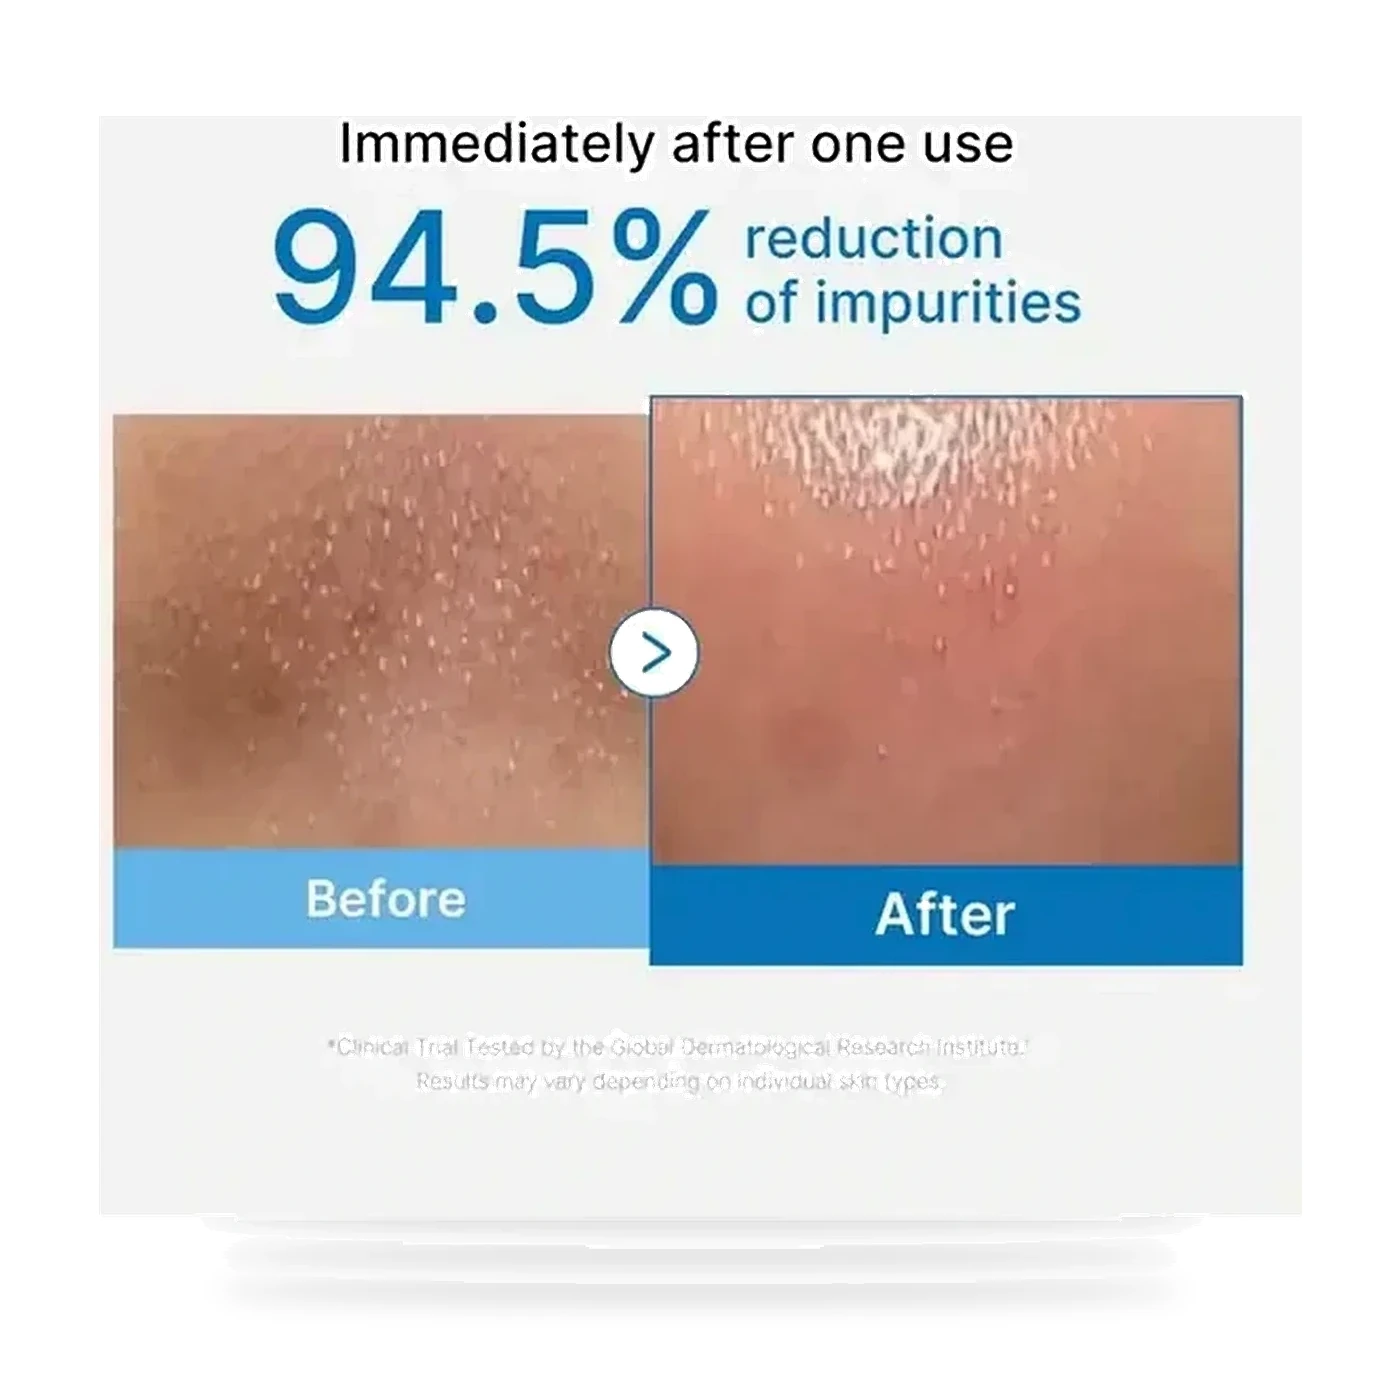 Immediately after one use
94.5% reduction
of impurities
Before
After
*Clinical Trial Tested by the Global Dermatological Research Institute.*
Results may vary depending on individual skin types.